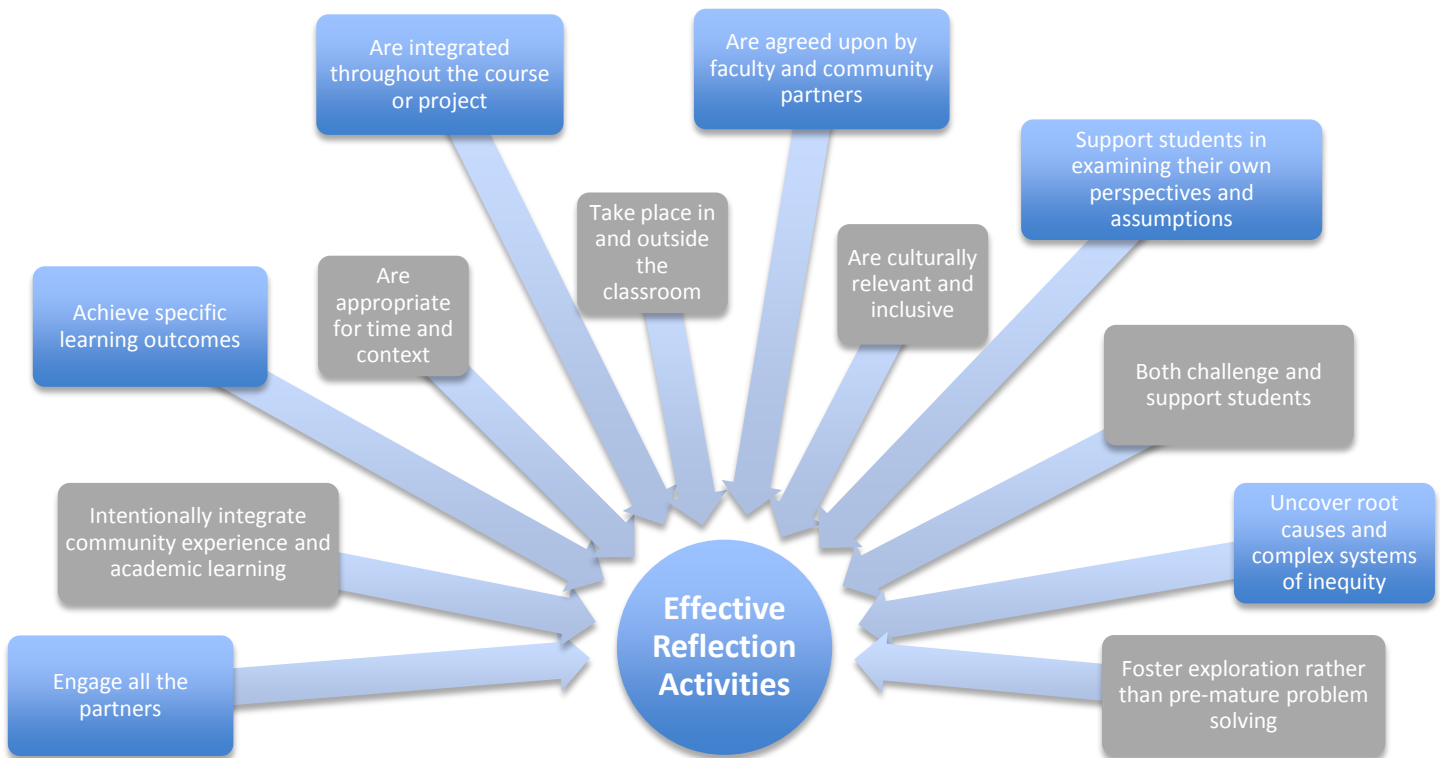 Are integrated
throughout the course
or project
Are agreed upon by
faculty and community
partners
Support students in
examining their own
perspectives and
assumptions
Take place in
and outside
the
classroom
Are culturally
relevant and
inclusive
Are
appropriate
for time and
context
Achieve specific
learning outcomes
Both challenge and
support students
Intentionally integrate
community experience and
academic learning
Uncover root
causes and
complex systems
of inequity
Engage all the
partners
Effective
Reflection
Activities
Foster exploration rather
than pre-mature problem
solving